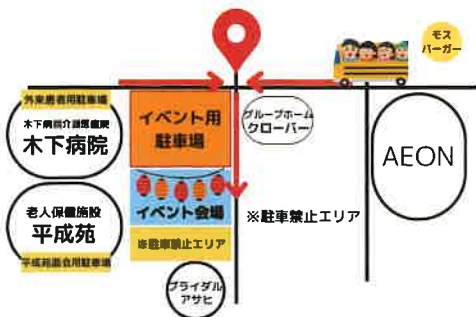 モス
バーガー
外来患者用駐車場
木下病院介護医療院
木下病院
イベント用
駐車場
グループホーム
クローバー
AEON
老人保健施設
平成苑
イベント会場
※駐車禁止エリア
※駐車禁止エリア
平成苑面会用駐車場
ブライダル
アサヒ